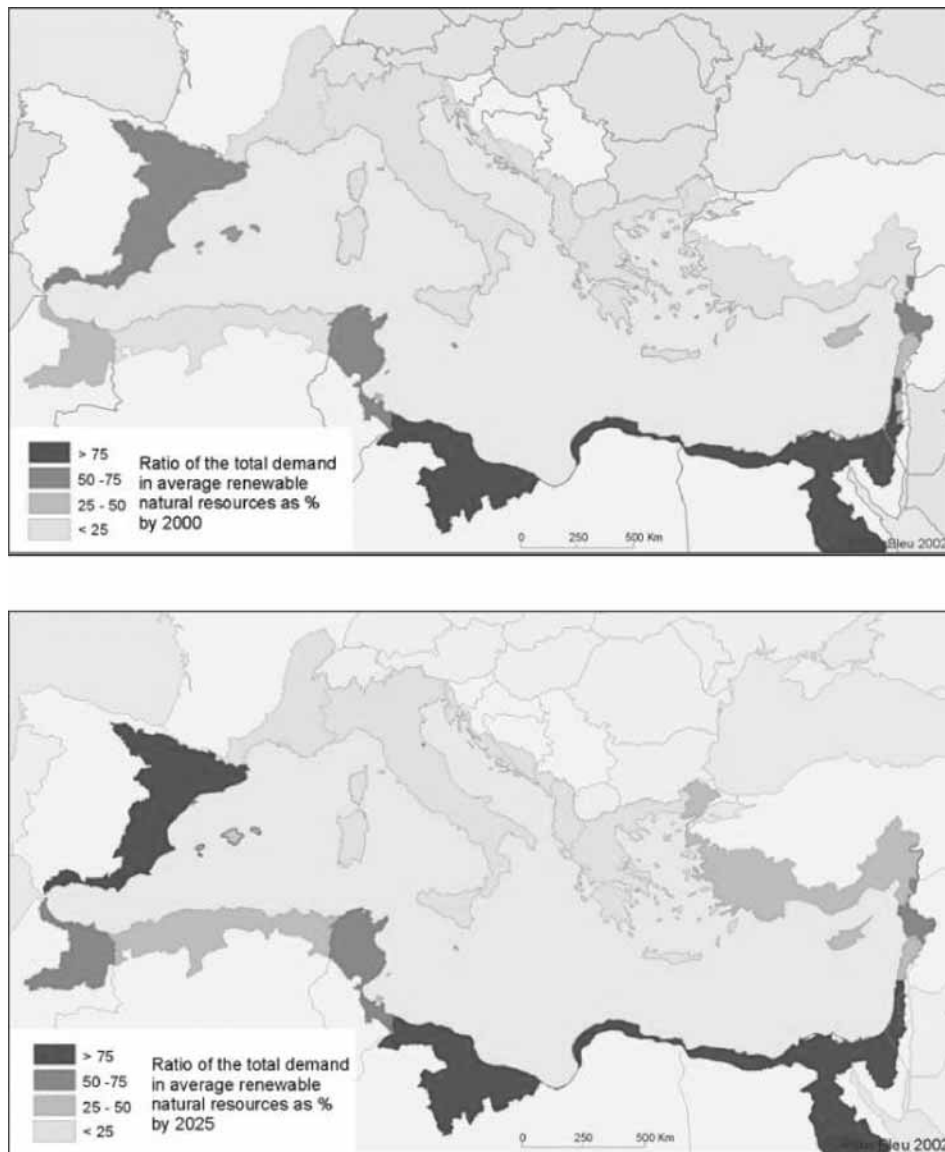 > 75
50 -75
25 - 50
< 25
Ratio of the total demand
in average renewable
natural resources as %
by 2000
0 250 500 Km
Bleu 2002
> 75
50 -75
25 - 50
< 25
Ratio of the total demand
in average renewable
natural resources as %
by 2025
0 250 500 Km
Bleu 2002